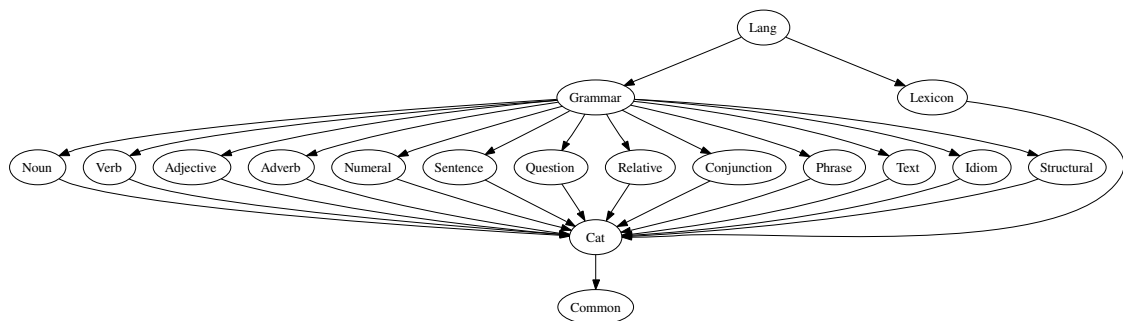 Lang
Grammar
Lexicon
Noun
Verb
Adjective
Adverb
Numeral
Sentence
Question
Relative
Conjunction
Phrase
Text
Idiom
Structural
Cat
Common